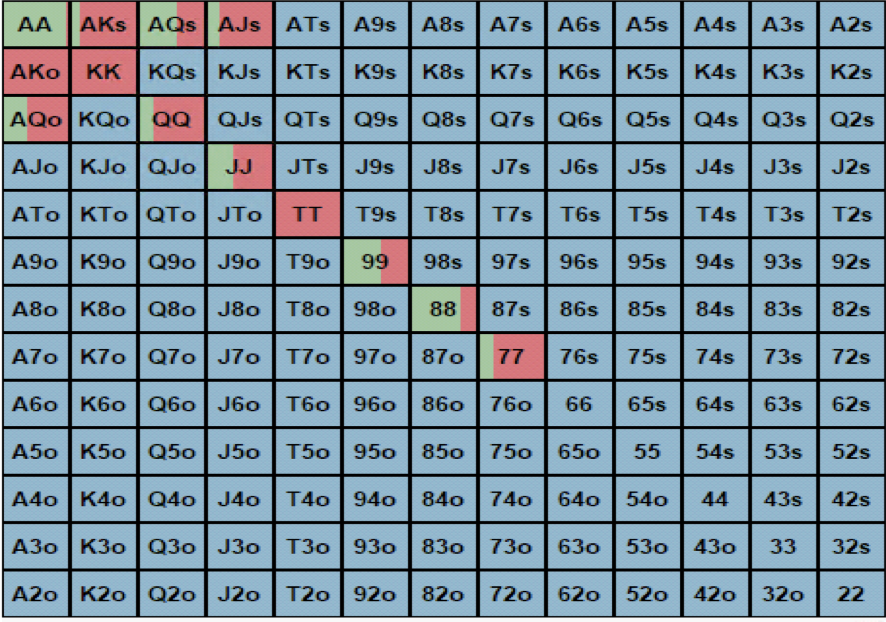 AA AKs AQs AJs ATs A9s A8s A7s A6s A5s A4s A3s A2s
AKo KK KQs KJs KTs K9s K8s K7s K6s K5s K4s K3s K2s
AQo KQo QQ QJs QTs Q9s Q8s Q7s Q6s Q5s Q4s Q3s Q2s
AJo KJo QJo JJ JTs J9s J8s J7s J6s J5s J4s J3s J2s
ATo KTo QTo JTo TT T9s T8s T7s T6s T5s T4s T3s T2s
A9o K9o Q9o J9o T9o 99 98s 97s 96s 95s 94s 93s 92s
A8o K8o Q8o J8o T8o 98o 88 87s 86s 85s 84s 83s 82s
A7o K7o Q7o J7o T7o 97o 87o 77 76s 75s 74s 73s 72s
A6o K6o Q6o J6o T6o 96o 86o 76o 66 65s 64s 63s 62s
A5o K5o Q5o J5o T5o 95o 85o 75o 65o 55 54s 53s 52s
A4o K4o Q4o J4o T4o 94o 84o 74o 64o 54o 44 43s 42s
A3o K3o Q3o J3o T3o 93o 83o 73o 63o 53o 43o 33 32s
A2o K2o Q2o J2o T2o 92o 82o 72o 62o 52o 42o 32o 22